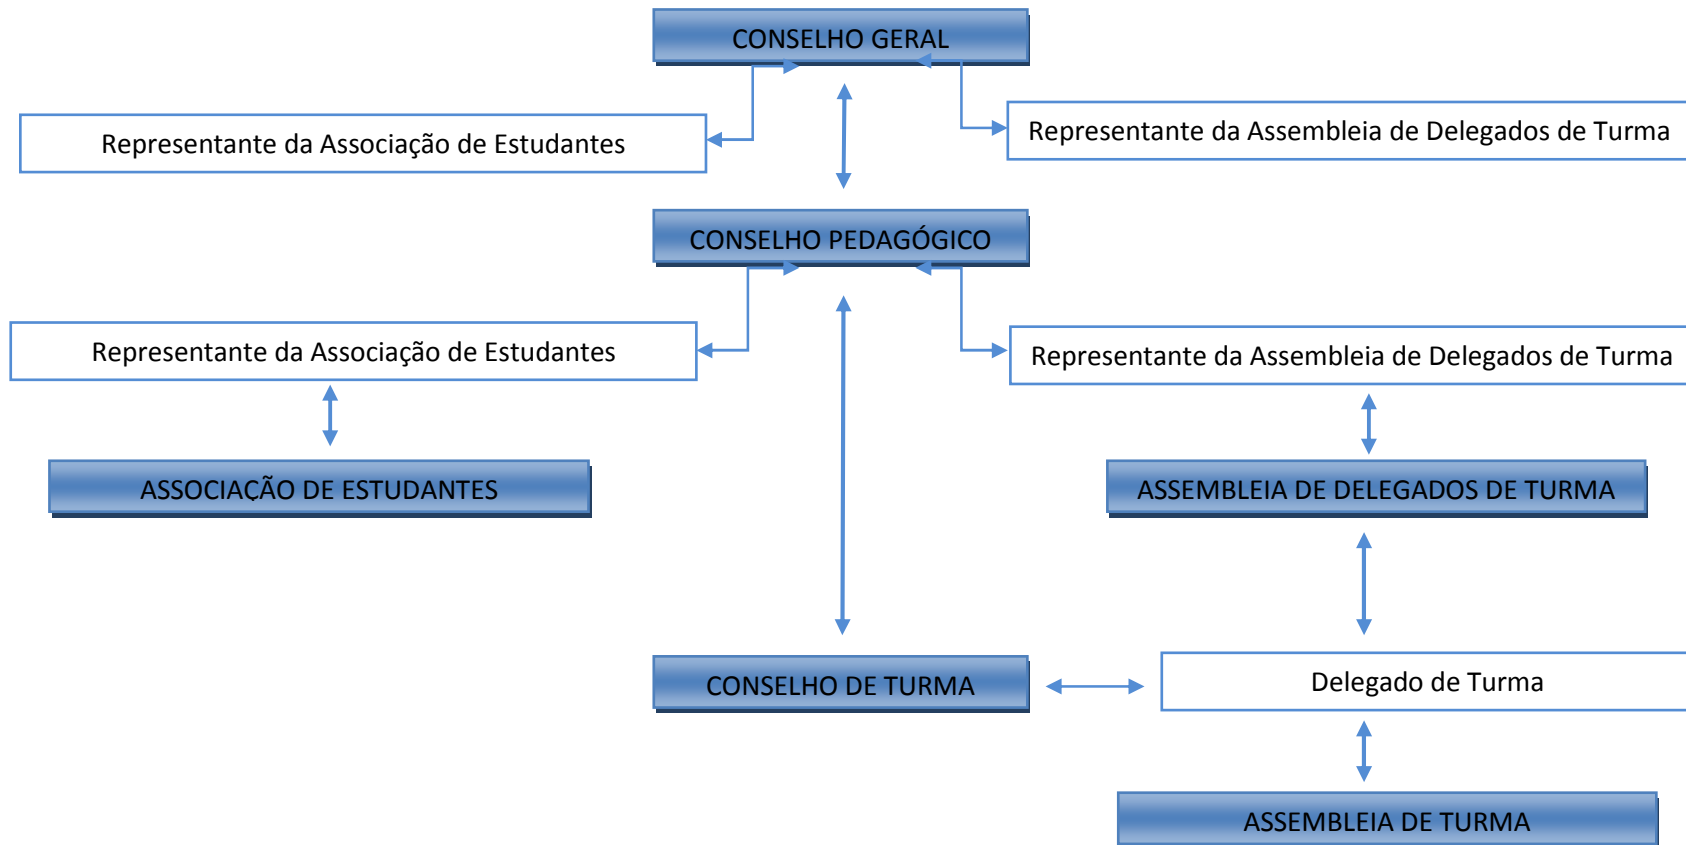 CONSELHO GERAL
Representante da Associação de Estudantes
Representante da Assembleia de Delegados de Turma
CONSELHO PEDAGÓGICO
Representante da Associação de Estudantes
Representante da Assembleia de Delegados de Turma
ASSOCIAÇÃO DE ESTUDANTES
ASSEMBLEIA DE DELEGADOS DE TURMA
CONSELHO DE TURMA
Delegado de Turma
ASSEMBLEIA DE TURMA